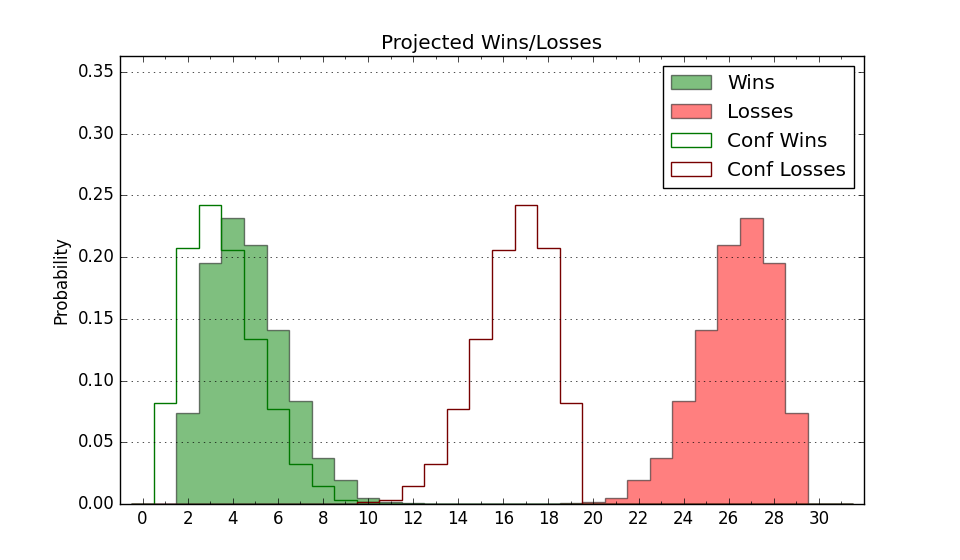 Projected Wins/Losses
0.35
0.30
0.25
0.20
0.15
0.10
0.05
0.00
Probability
Wins
Losses
Conf Wins
Conf Losses
0 2 4 6 8 10 12 14 16 18 20 22 24 26 28 30